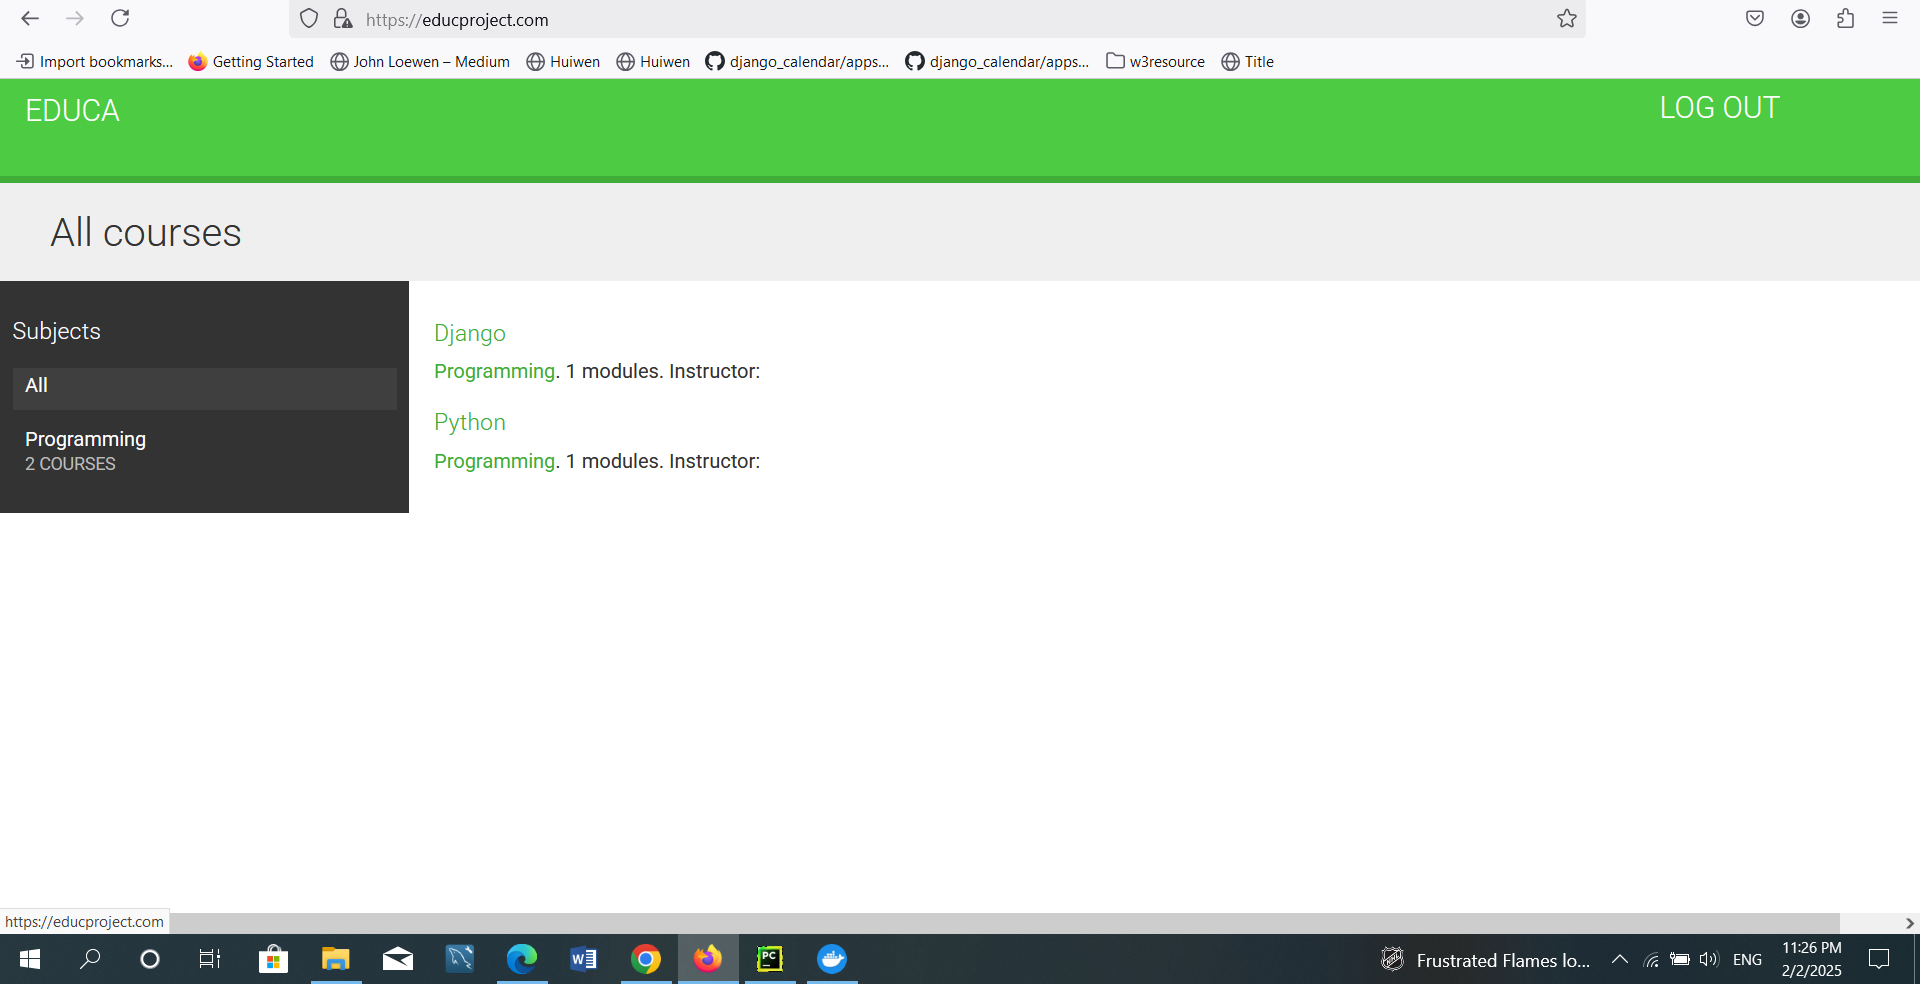 https://educproject.com
Import bookmarks... Getting Started John Loewen – Medium Huiwen Huiwen django_calendar/apps... django_calendar/apps... w3resource Title
EDUCA LOG OUT
All courses
Subjects
All
Programming
2 COURSES
Django
Programming. 1 modules. Instructor:
Python
Programming. 1 modules. Instructor:
https://educproject.com
Frustrated Flames lo... ENG 11:26 PM
2/2/2025